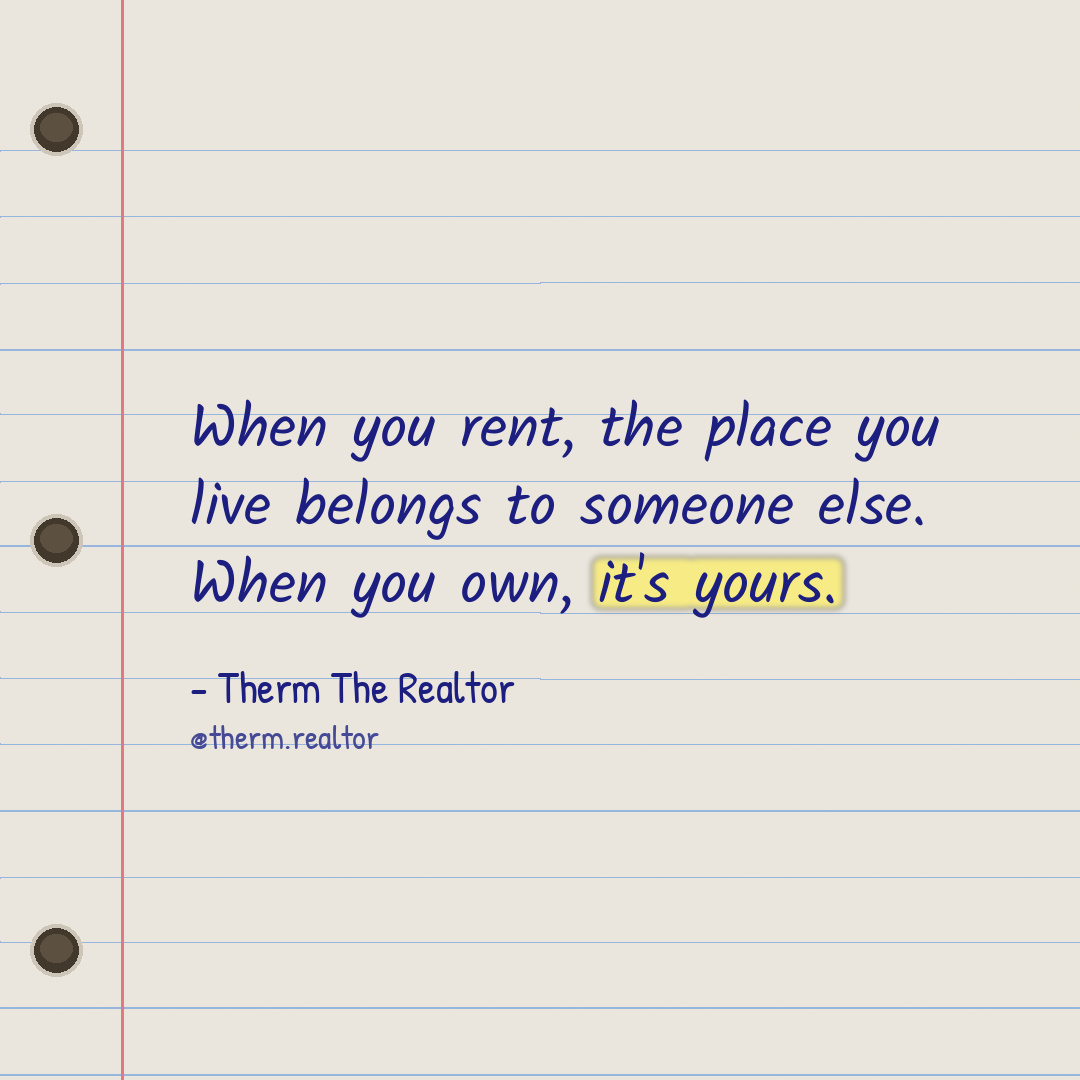 When you rent, the place you
live belongs to someone else.
When you own, it's yours.
– Therm The Realtor
@therm.realtor